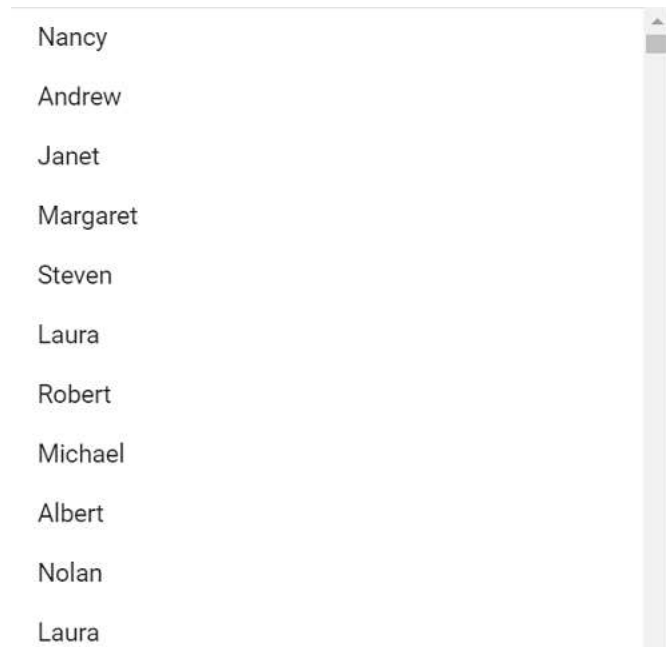 Nancy
Andrew
Janet
Margaret
Steven
Laura
Robert
Michael
Albert
Nolan
Laura